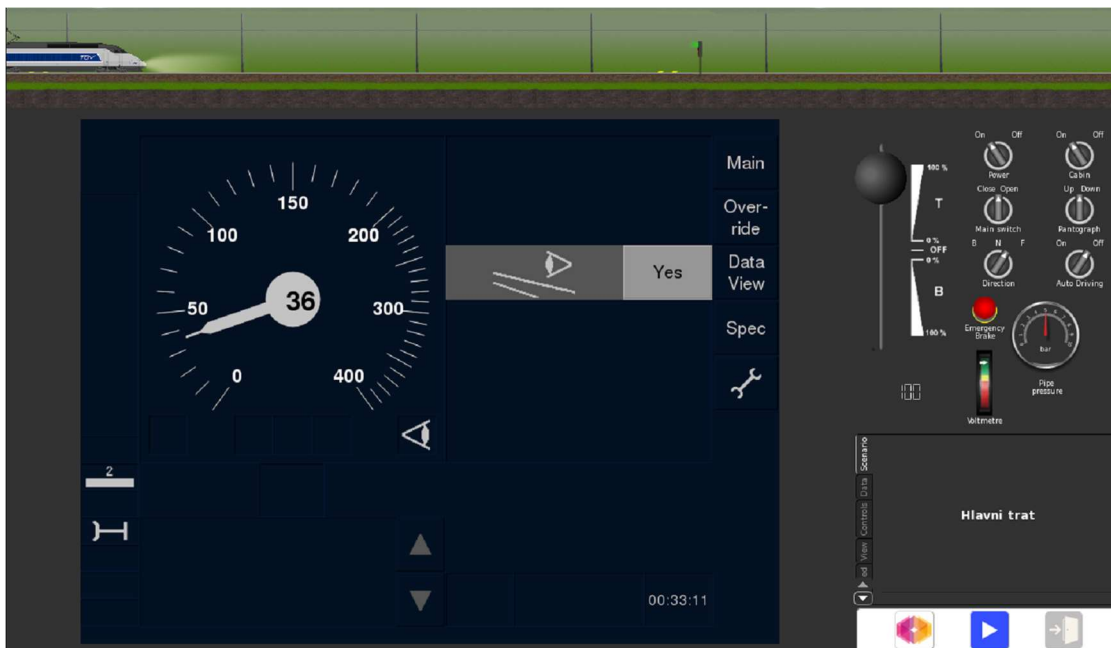 TGV
Main
Over-
ride
Data
View
Spec
150
100
200
50
36
300
0
400
Yes
2
00:33:11
100 %
T
0 %
OFF
0 %
B
100 %
On Off
Power
On Off
Cabin
Close Open
Main switch
Up Down
Pantograph
B N F
Direction
On Off
Auto Driving
Emergency
Brake
bar
Pipe
pressure
Voltmetre
100
Scenario
Data
Controls
View
ed
Hlavni trat